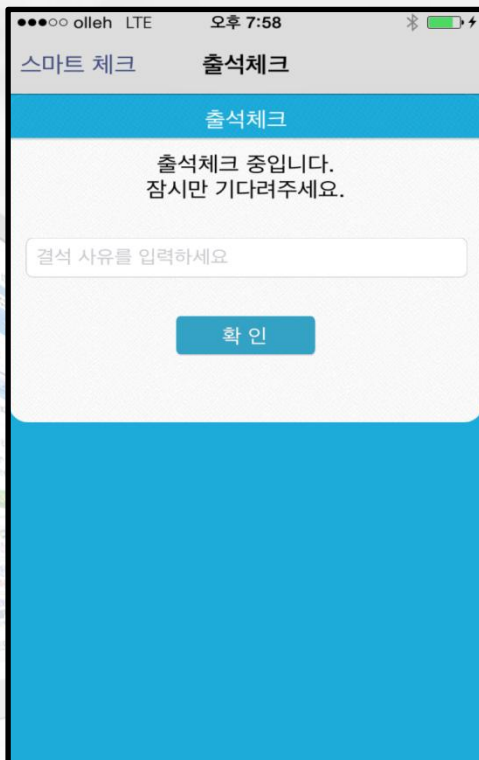 olleh LTE 오후 7:58
스마트 체크 출석체크
출석체크
출석체크 중입니다.
잠시만 기다려주세요.
결석 사유를 입력하세요
확 인